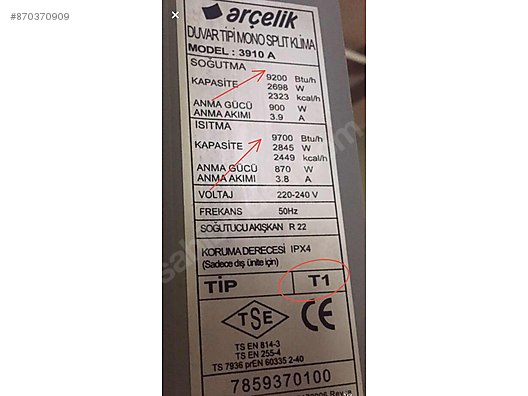 #870370909
×
arçelik
DUVAR TİPİ MONO SPLIT KLİMA
MODEL : 3910 A
SOĞUTMA
KAPASİTE 9200 Btu/h
2698 W
2323 kcal/h
ANMA GÜCÜ 900 W
ANMA AKIMI 3.9 A
ISITMA
KAPASİTE 9700 Btu/h
2845 W
2449 kcal/h
ANMA GÜCÜ 870 W
ANMA AKIMI 3.8 A
VOLTAJ 220-240 V
FREKANS 50Hz
SOĞUTUCU AKIŞKAN R 22
KORUMA DERECESİ IPX4
(Sadece dış ünite için)
TİP T1
TSE CE
TS EN 814-3
TS EN 255-4
TS 7936 prEN 60335 2-40
7859370100